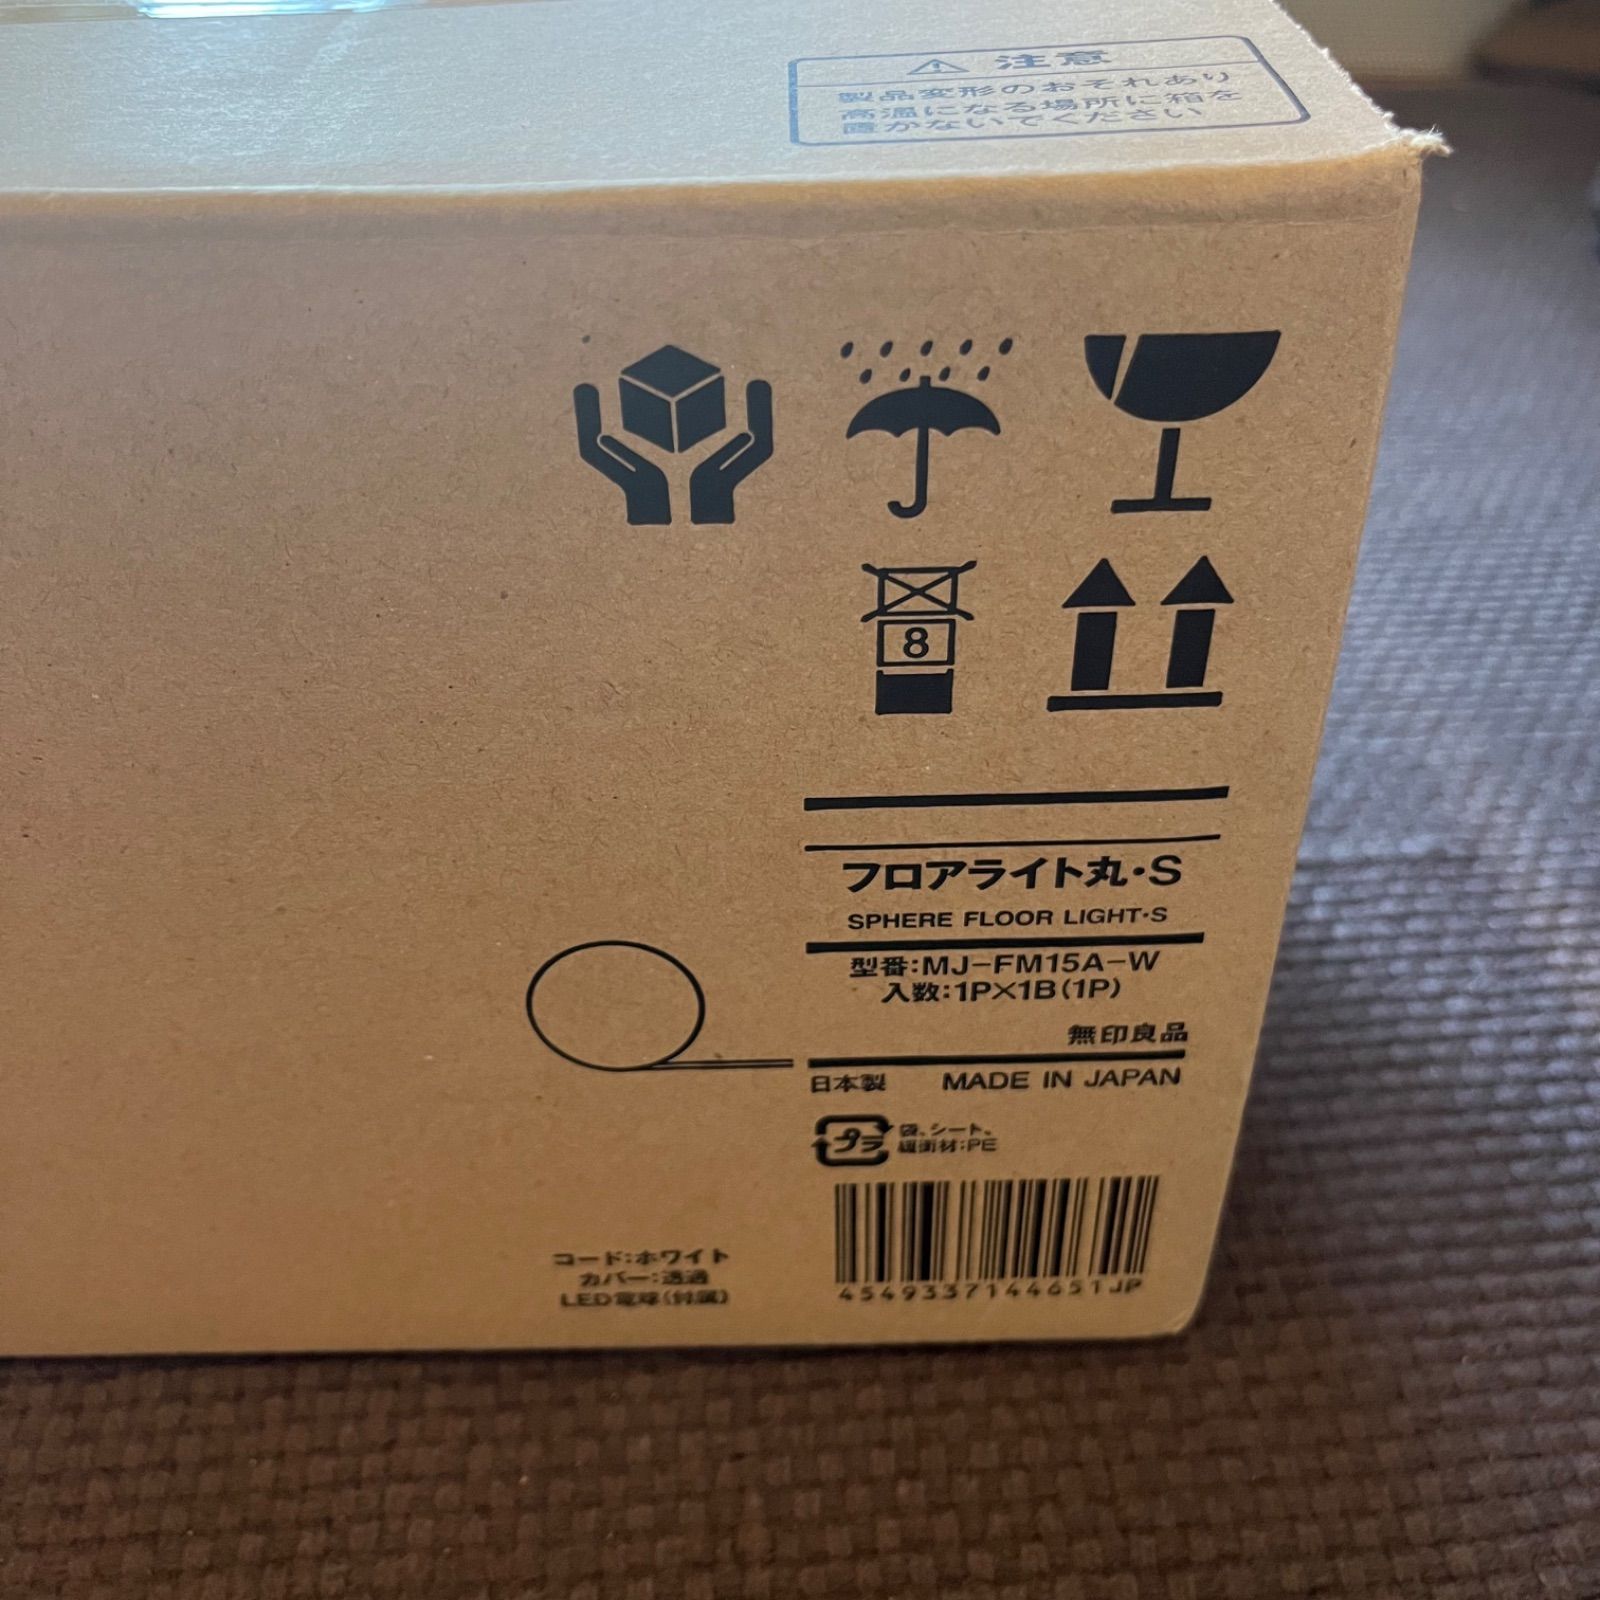 ⚠ 注意
製品変形のおそれあり
高温になる場所に箱を
置かないでください
8
フロアライト丸・S
SPHERE FLOOR LIGHT・S
型番:MJ-FM15A-W
入数:1P×1B(1P)
無印良品
日本製 MADE IN JAPAN
プラ 袋、シート、
緩衝材:PE
コード:ホワイト
カバー:透過
LED電球(付属)
4549337144651JP